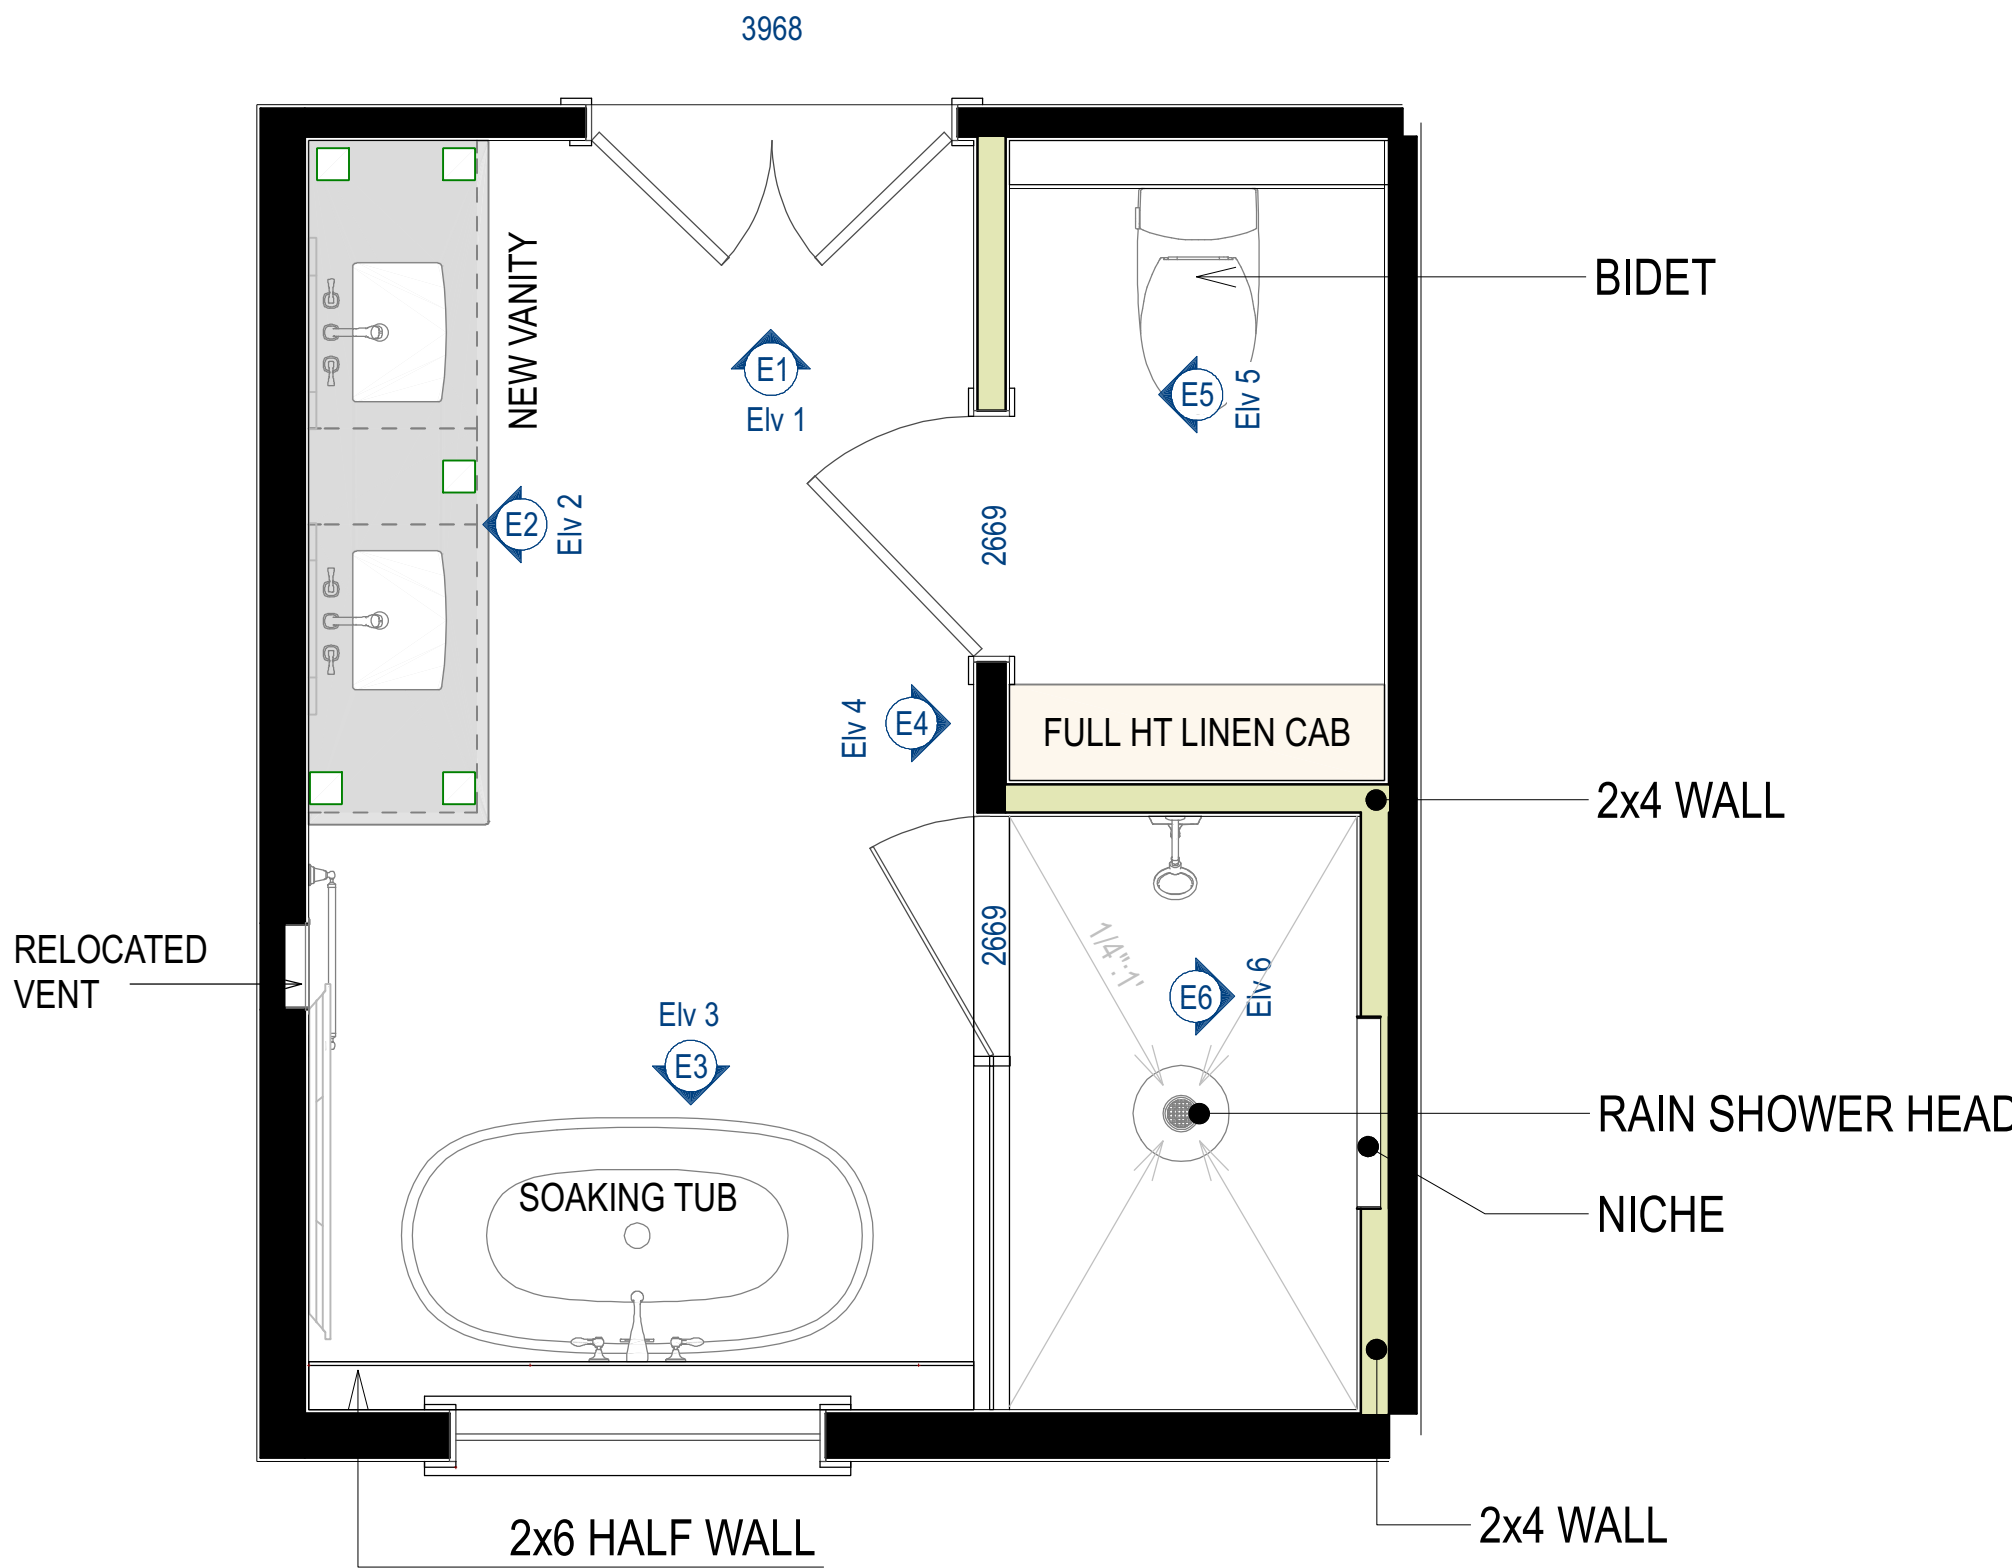 3968
NEW VANITY
BIDET
E1
Elv 1
E5
Elv 5
E2
Elv 2
2669
E4
Elv 4
FULL HT LINEN CAB
2x4 WALL
RELOCATED
VENT
2669
1/4":1'
E6
Elv 6
Elv 3
E3
RAIN SHOWER HEAD
SOAKING TUB
NICHE
2x6 HALF WALL
2x4 WALL